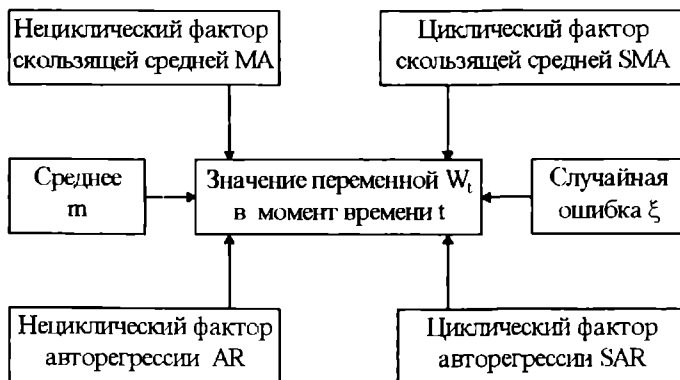 Нециклический фактор
скользящей средней МА
Циклический фактор
скользящей средней SMA
Среднее
m
Значение переменной Wt
в момент времени t
Случайная
ошибка ξ
Нециклический фактор
авторегрессии AR
Циклический фактор
авторегрессии SAR